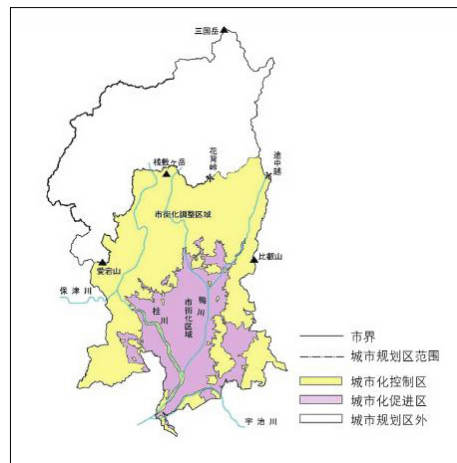 三国岳
桟敷ヶ岳
花背峠
途中越
市街化調整区域
比叡山
愛宕山
保津川
桂川
市街化区域
鴨川
宇治川
市界
城市规划区范围
城市化控制区
城市化促进区
城市规划区外